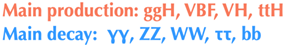 Main production: ggH, VBF, VH, ttH
Main decay: γγ, ZZ, WW, ττ, bb